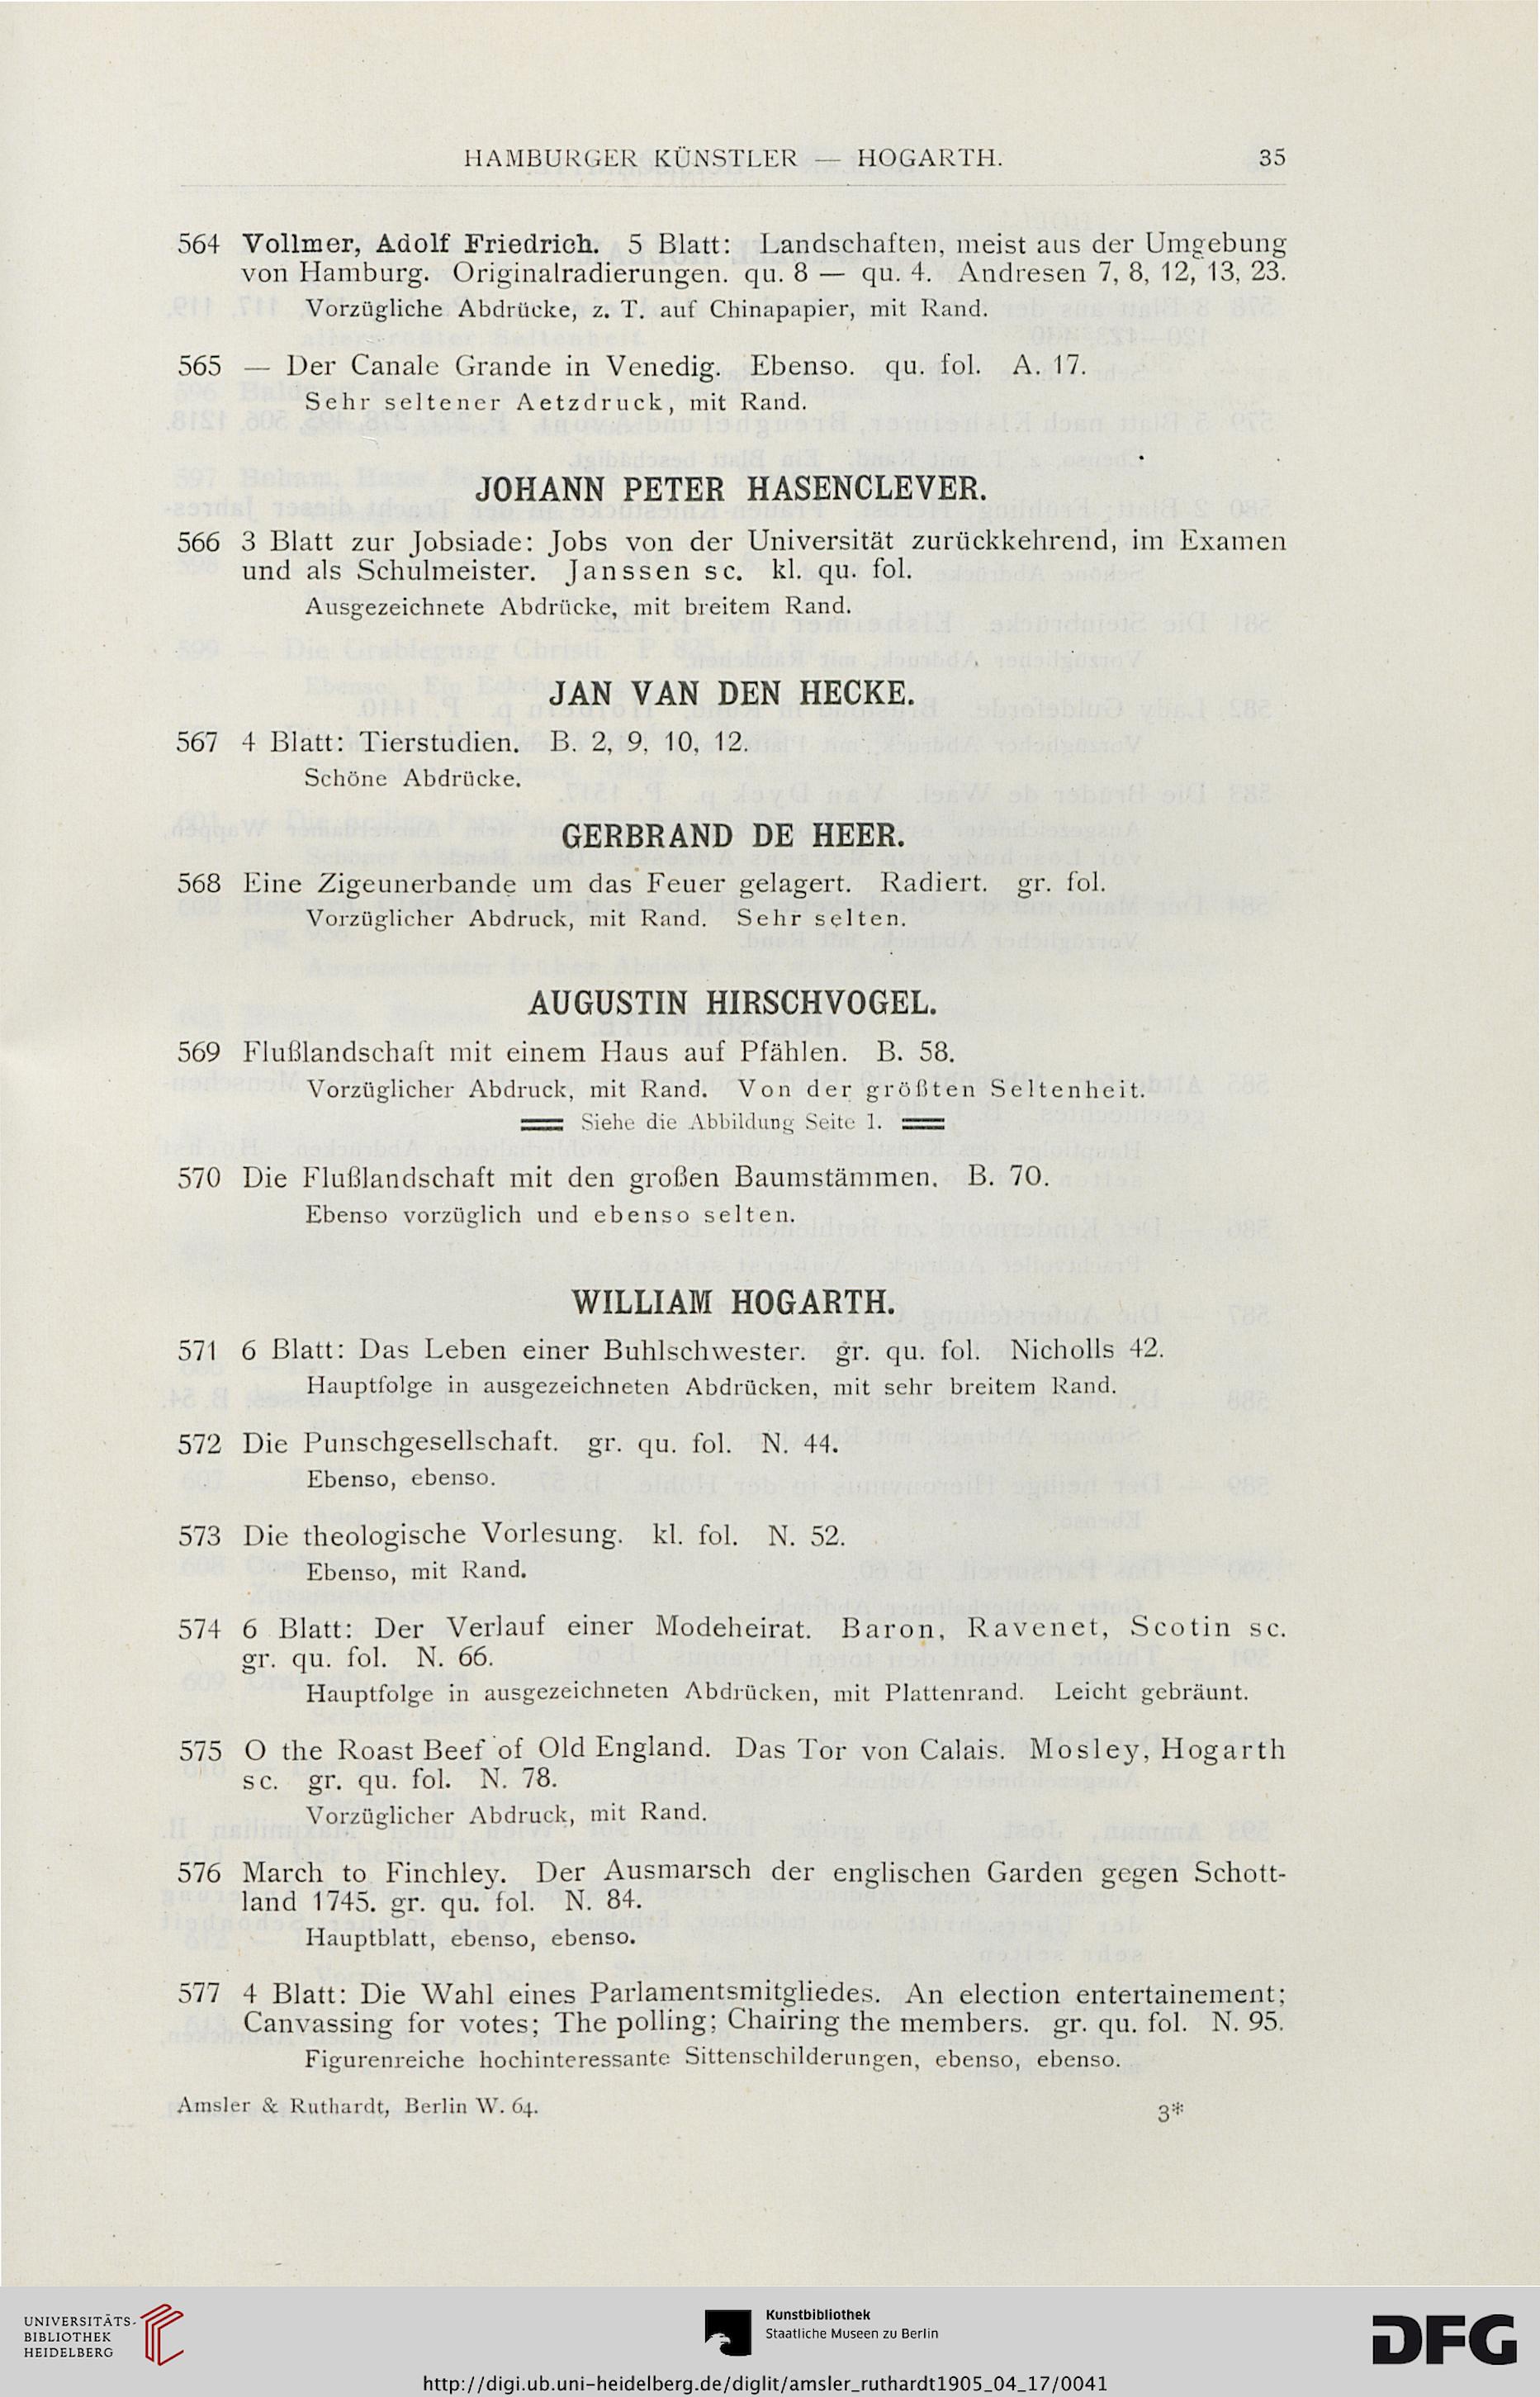 HAMBURGER KÜNSTLER — HOGARTH. 35
564 Vollmer, Adolf Friedrich. 5 Blatt: Landschaften, meist aus der Umgebung
von Hamburg. Originalradierungen. qu. 8 — qu. 4. Andresen 7, 8, 12, 13, 23.
Vorzügliche Abdrücke, z. T. auf Chinapapier, mit Rand.
565 — Der Canale Grande in Venedig. Ebenso. qu. fol. A. 17.
Sehr seltener Aetzdruck, mit Rand.
JOHANN PETER HASENCLEVER.
566 3 Blatt zur Jobsiade: Jobs von der Universität zurückkehrend, im Examen
und als Schulmeister. Janssen sc. kl. qu. fol.
Ausgezeichnete Abdrücke, mit breitem Rand.
JAN VAN DEN HECKE.
567 4 Blatt: Tierstudien. B. 2, 9, 10, 12.
Schöne Abdrücke.
GERBRAND DE HEER.
568 Eine Zigeunerbande um das Feuer gelagert. Radiert. gr. fol.
Vorzüglicher Abdruck, mit Rand. Sehr selten.
AUGUSTIN HIRSCHVOGEL.
569 Flußlandschaft mit einem Haus auf Pfählen. B. 58.
Vorzüglicher Abdruck, mit Rand. Von der größten Seltenheit.
Siehe die Abbildung Seite 1.
570 Die Flußlandschaft mit den großen Baumstämmen. B. 70.
Ebenso vorzüglich und ebenso selten.
WILLIAM HOGARTH.
571 6 Blatt: Das Leben einer Buhlschwester. gr. qu. fol. Nicholls 42.
Hauptfolge in ausgezeichneten Abdrücken, mit sehr breitem Rand.
572 Die Punschgesellschaft. gr. qu. fol. N. 44.
Ebenso, ebenso.
573 Die theologische Vorlesung. kl. fol. N. 52.
Ebenso, mit Rand.
574 6 Blatt: Der Verlauf einer Modeheirat. Baron, Ravenet, Scotin sc.
gr. qu. fol. N. 66.
Hauptfolge in ausgezeichneten Abdrücken, mit Plattenrand. Leicht gebräunt.
575 O the Roast Beef of Old England. Das Tor von Calais. Mosley, Hogarth
sc. gr. qu. fol. N. 78.
Vorzüglicher Abdruck, mit Rand.
576 March to Finchley. Der Ausmarsch der englischen Garden gegen Schott-
land 1745. gr. qu. fol. N. 84.
Hauptblatt, ebenso, ebenso.
577 4 Blatt: Die Wahl eines Parlamentsmitgliedes. An election entertainement;
Canvassing for votes; The polling; Chairing the members. gr. qu. fol. N. 95.
Figurenreiche hochinteressante Sittenschilderungen, ebenso, ebenso.
Amsler & Ruthardt, Berlin W. 64. 3*
UNIVERSITÄTS-
BIBLIOTHEK
HEIDELBERG
Kunstbibliothek
Staatliche Museen zu Berlin
DFG
http://digi.ub.uni-heidelberg.de/diglit/amsler_ruthardt1905_04_17/0041